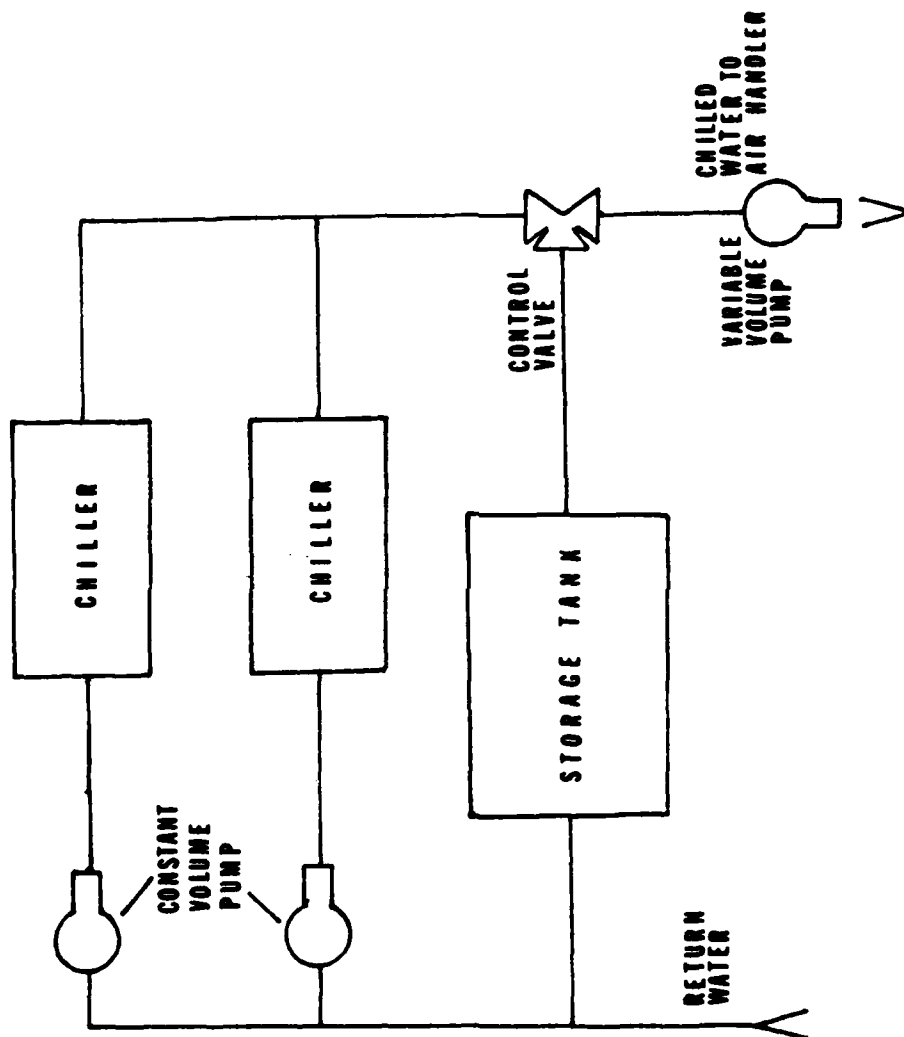 CHILLER
CHILLER
STORAGE TANK
CONSTANT
VOLUME
PUMP
CONTROL
VALVE
CHILLED
WATER TO
AIR HANDLER
VARIABLE
VOLUME
PUMP
RETURN
WATER